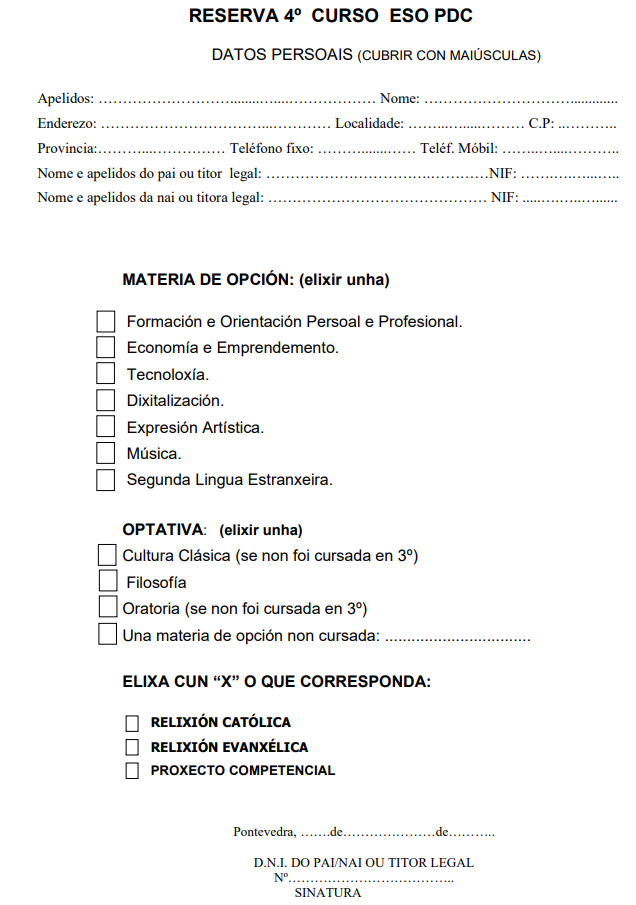 RESERVA 4º CURSO ESO PDC
DATOS PERSOAIS (CUBRIR CON MAIÚSCULAS)
Apelidos: ………………………........…....……………… Nome: …………………………............
Enderezo: ……………………………...………… Localidade: ……...…......……… C.P: ..………..
Provincia:………....…………… Teléfono fixo: ……….......…… Teléf. Móbil: ……...…....………..
Nome e apelidos do pai ou titor legal: …………………………….…………NIF: …….….…...…..
Nome e apelidos da nai ou titora legal: ……………………………………… NIF: .....…..…..…......
MATERIA DE OPCIÓN: (elixir unha)
Formación e Orientación Persoal e Profesional.
Economía e Emprendemento.
Tecnoloxía.
Dixitalización.
Expresión Artística.
Música.
Segunda Lingua Estranxeira.
OPTATIVA: (elixir unha)
Cultura Clásica (se non foi cursada en 3º)
Filosofía
Oratoria (se non foi cursada en 3º)
Una materia de opción non cursada: .................................
ELIXA CUN “X” O QUE CORRESPONDA:
RELIXIÓN CATÓLICA
RELIXIÓN EVANXÉLICA
PROXECTO COMPETENCIAL
Pontevedra, …….de…………………de………..
D.N.I. DO PAI/NAI OU TITOR LEGAL
Nº………………………………..
SINATURA